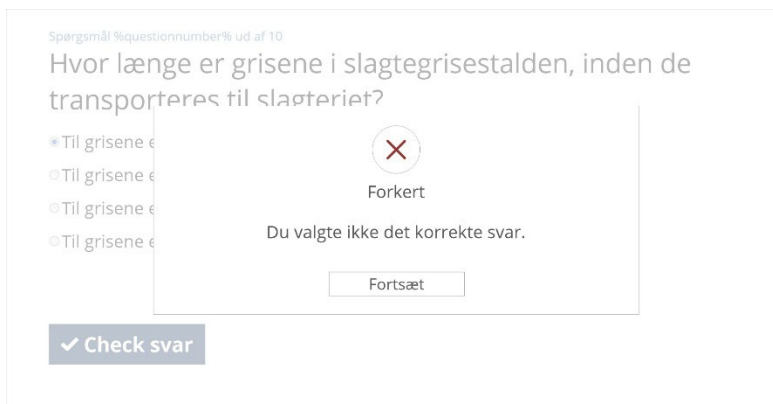 Spørgsmål %questionnumber% ud af 10
Hvor længe er grisene i slagtegrisestalden, inden de
transporteres til slagteriet?
Til grisene e
Til grisene e
Til grisene e
Til grisene e
Forkert
Du valgte ikke det korrekte svar.
Fortsæt
Check svar